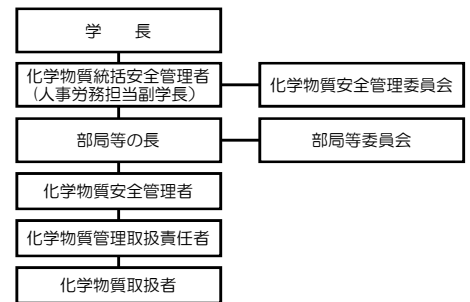 学　長
化学物質統括安全管理者
（人事労務担当副学長）
化学物質安全管理委員会
部局等の長
部局等委員会
化学物質安全管理者
化学物質管理取扱責任者
化学物質取扱者